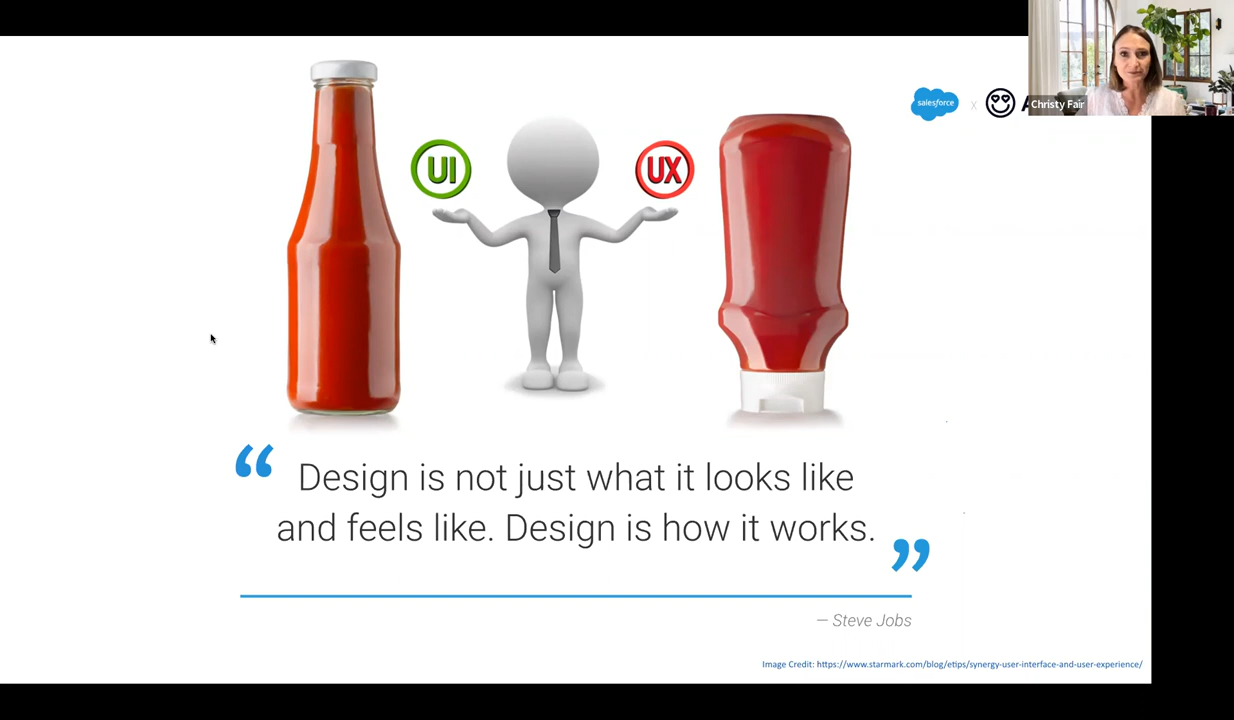 salesforce
x
Christy Fair
UI
UX
“ Design is not just what it looks like
and feels like. Design is how it works. ”
— Steve Jobs
Image Credit: https://www.starmark.com/blog/etips/synergy-user-interface-and-user-experience/